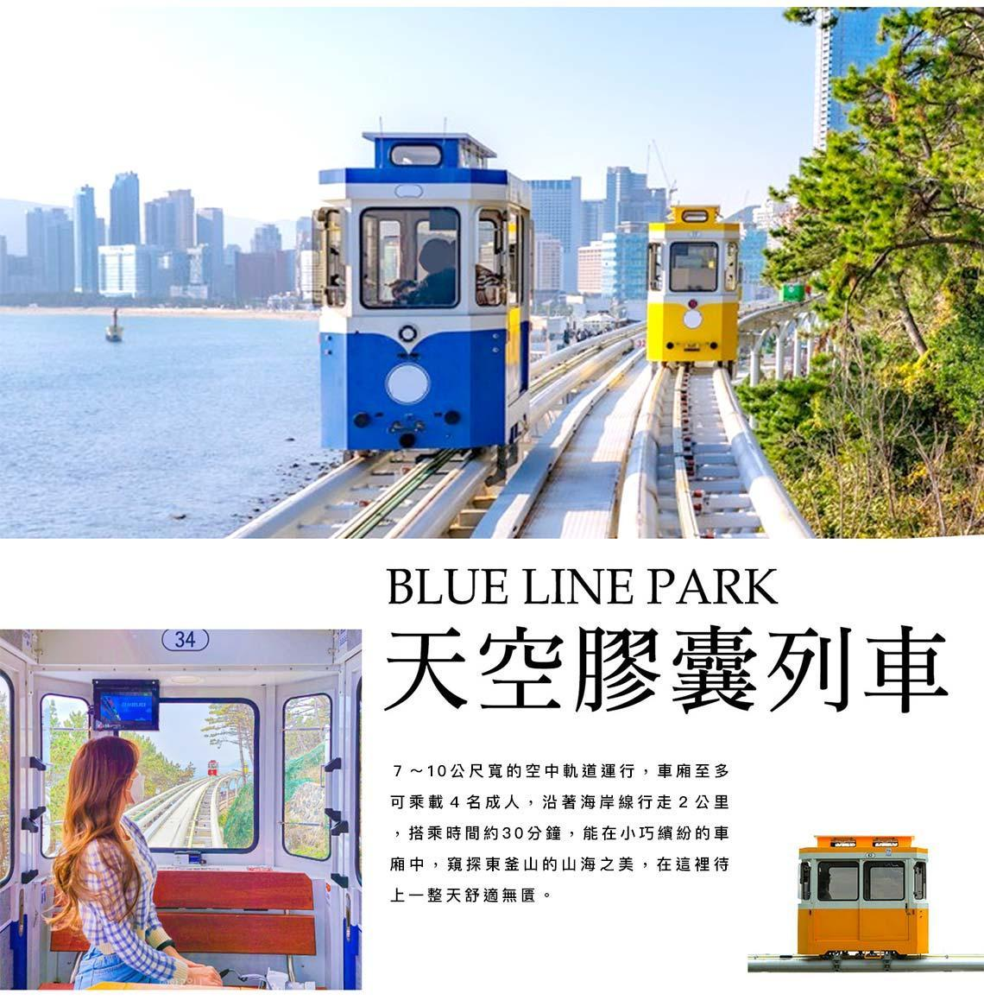 BLUE LINE PARK
天空膠囊列車
34
7～10公尺寬的空中軌道運行，車廂至多
可乘載4名成人，沿著海岸線行走2公里
，搭乘時間約30分鐘，能在小巧繽紛的車
廂中，窺探東釜山的山海之美，在這裡待
上一整天舒適無匱。